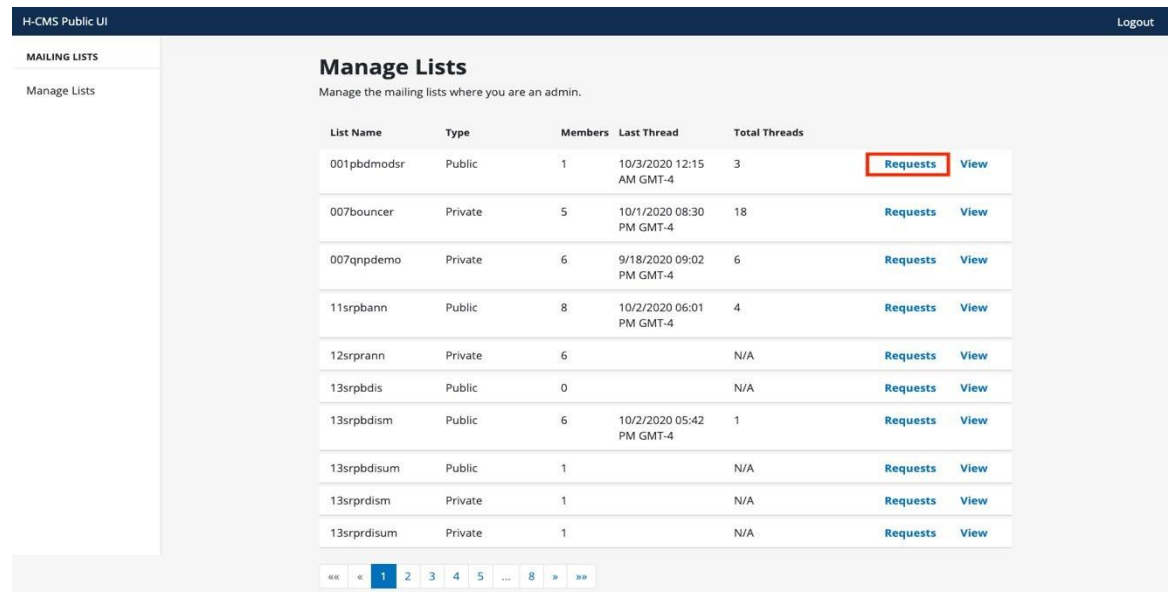 H-CMS Public UI Logout
MAILING LISTS
Manage Lists
Manage Lists
Manage the mailing lists where you are an admin.
List Name Type Members Last Thread Total Threads
001pbdmodsr Public 1 10/3/2020 12:15 3 Requests View
AM GMT-4
007bouncer Private 5 10/1/2020 08:30 18 Requests View
PM GMT-4
007qnpdemo Private 6 9/18/2020 09:02 6 Requests View
PM GMT-4
11srpbann Public 8 10/2/2020 06:01 4 Requests View
PM GMT-4
12srprann Private 6 N/A Requests View
13srpbdis Public 0 N/A Requests View
13srpbdism Public 6 10/2/2020 05:42 1 Requests View
PM GMT-4
13srpbdisum Public 1 N/A Requests View
13srprdism Private 1 N/A Requests View
13srprdisum Private 1 N/A Requests View
«« « 1 2 3 4 5 ... 8 » »»